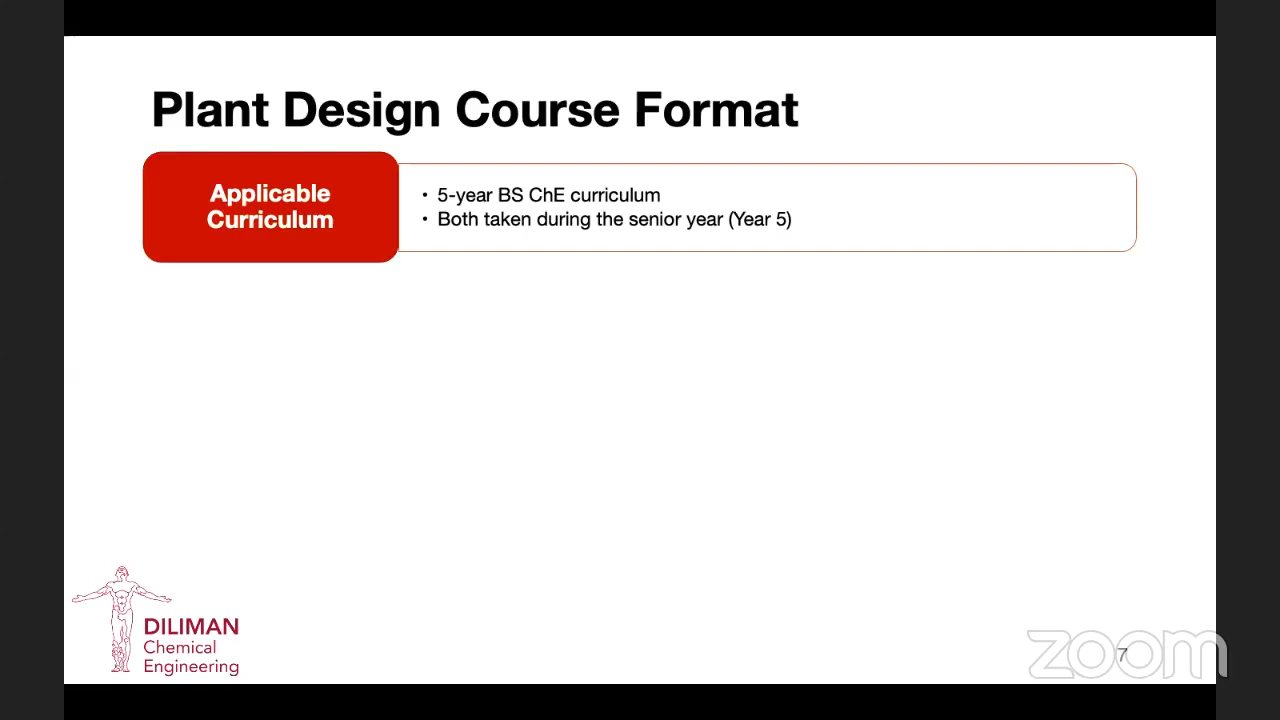 Plant Design Course Format
Applicable
Curriculum
• 5-year BS ChE curriculum
• Both taken during the senior year (Year 5)
DILIMAN
Chemical
Engineering
7
zoom